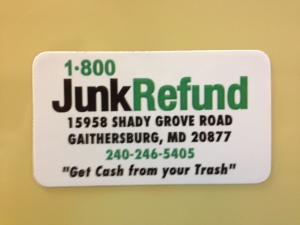 1·800
JunkRefund
15958 SHADY GROVE ROAD
GAITHERSBURG, MD 20877
240-246-5405
"Get Cash from your Trash"